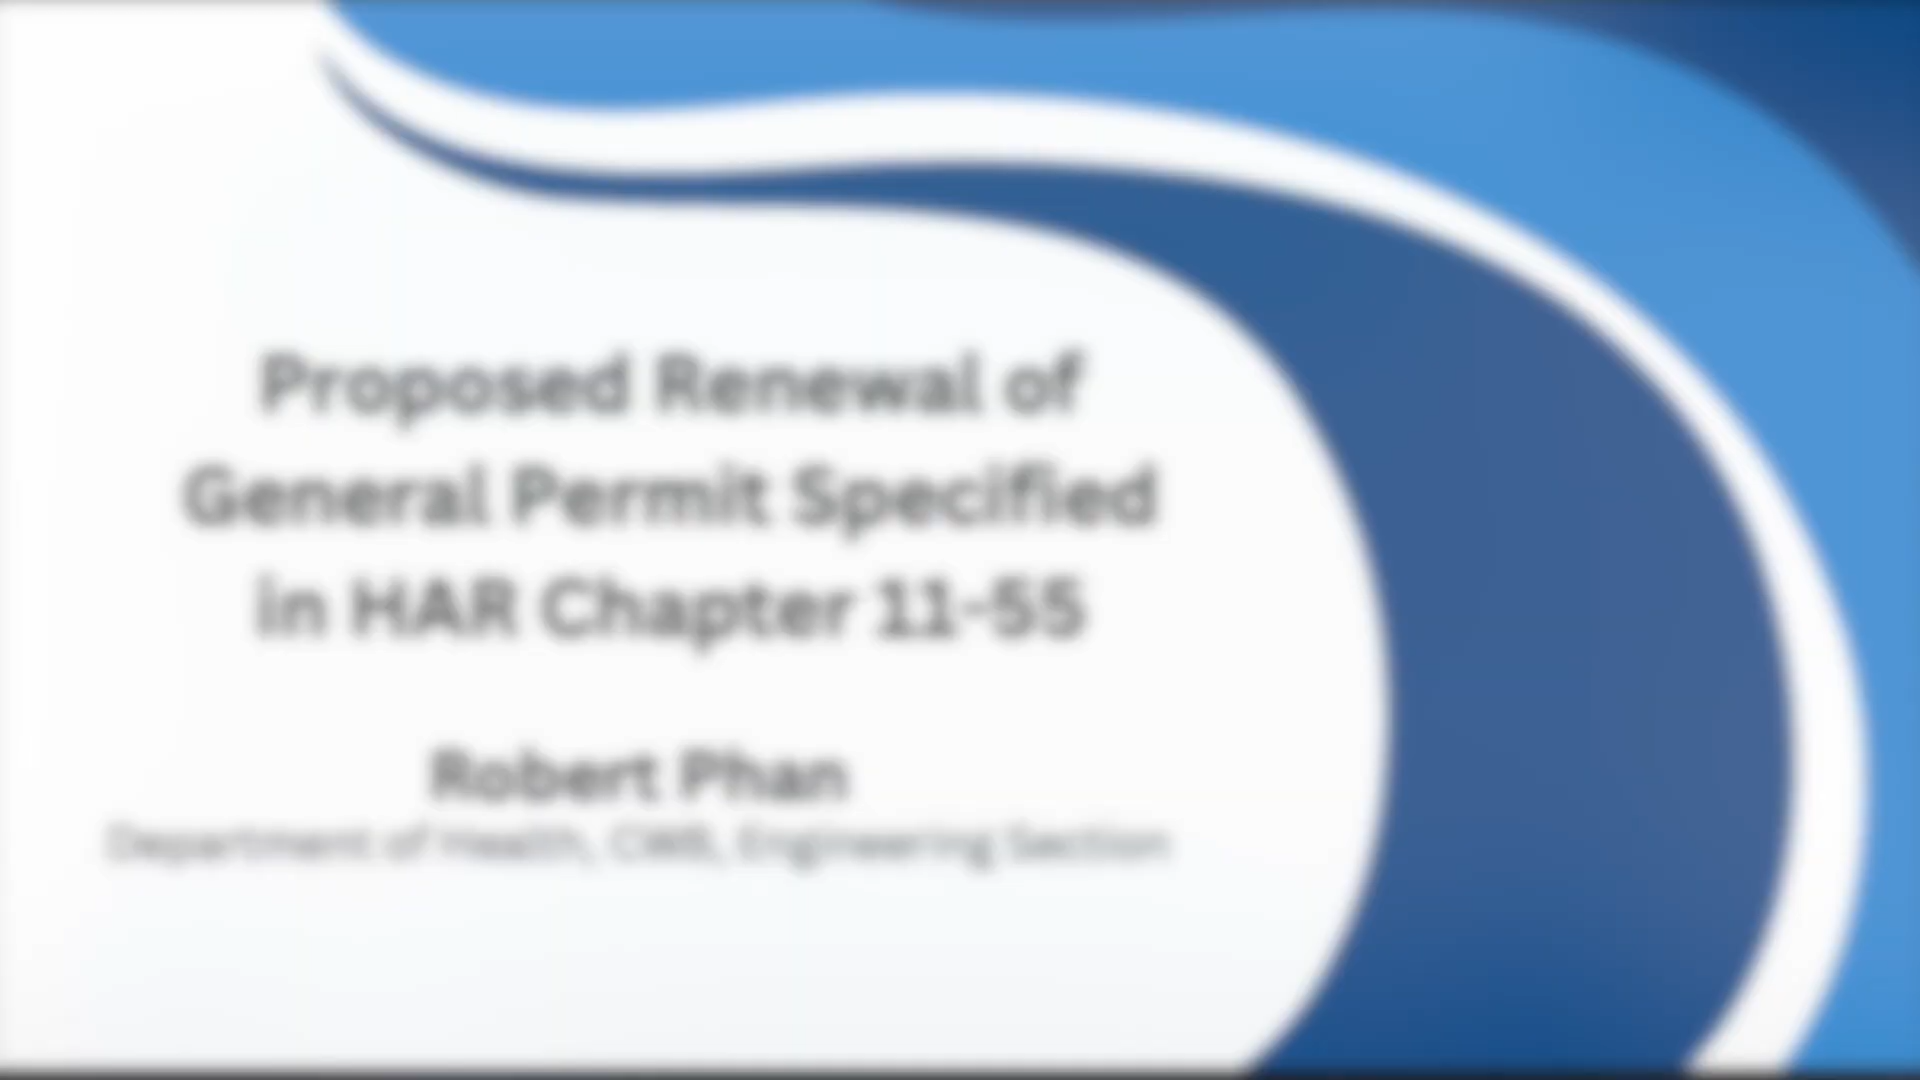 Proposed Renewal of
General Permit Specified
in HAR Chapter 11-55
Robert Phan
Department of Health, CWB, Engineering Section